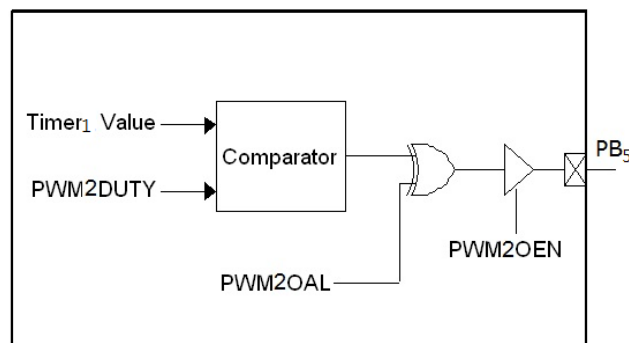 Timer1 Value
Comparator
PWM2DUTY
PB5
PWM2OEN
PWM2OAL